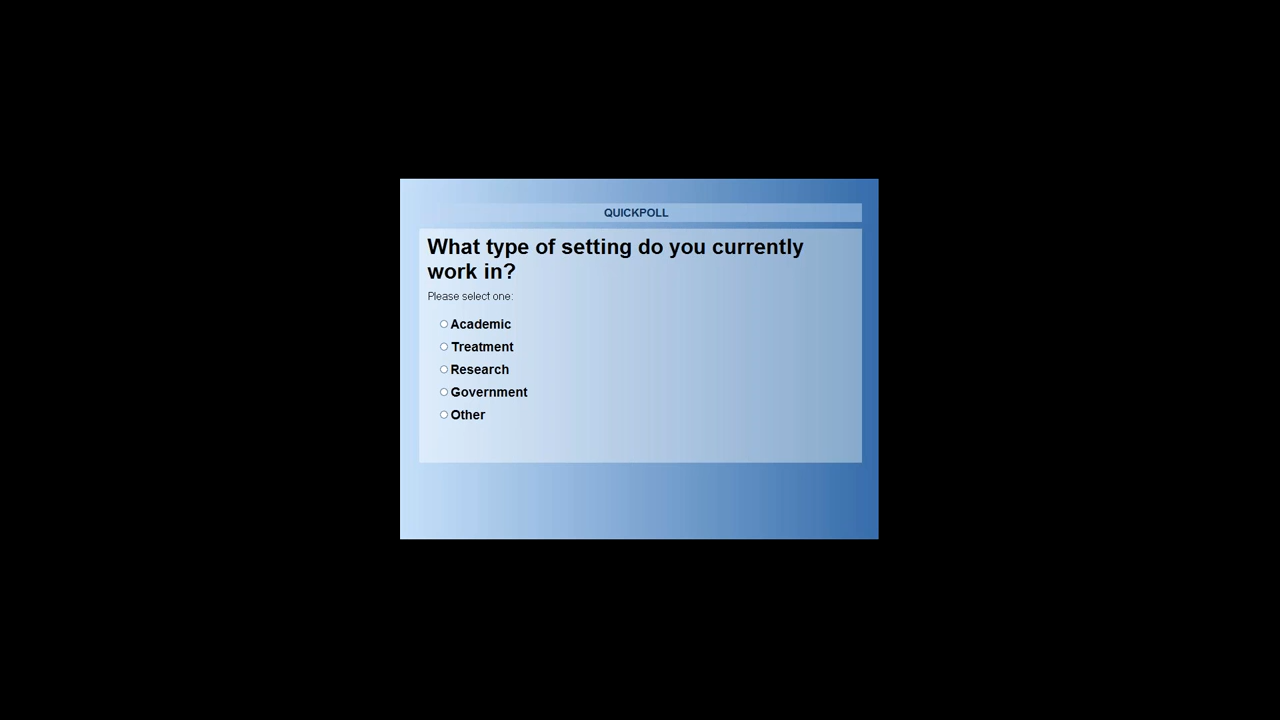 QUICKPOLL
What type of setting do you currently
work in?
Please select one:
Academic
Treatment
Research
Government
Other